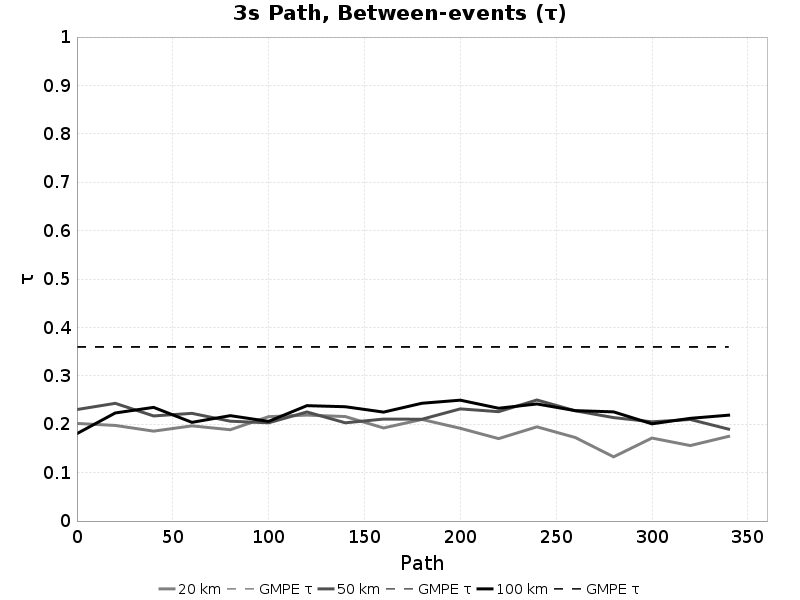 3s Path, Between-events (τ)
1
0.9
0.8
0.7
0.6
0.5
0.4
0.3
0.2
0.1
0
τ
0 50 100 150 200 250 300 350
Path
20 km GMPE τ 50 km GMPE τ 100 km GMPE τ